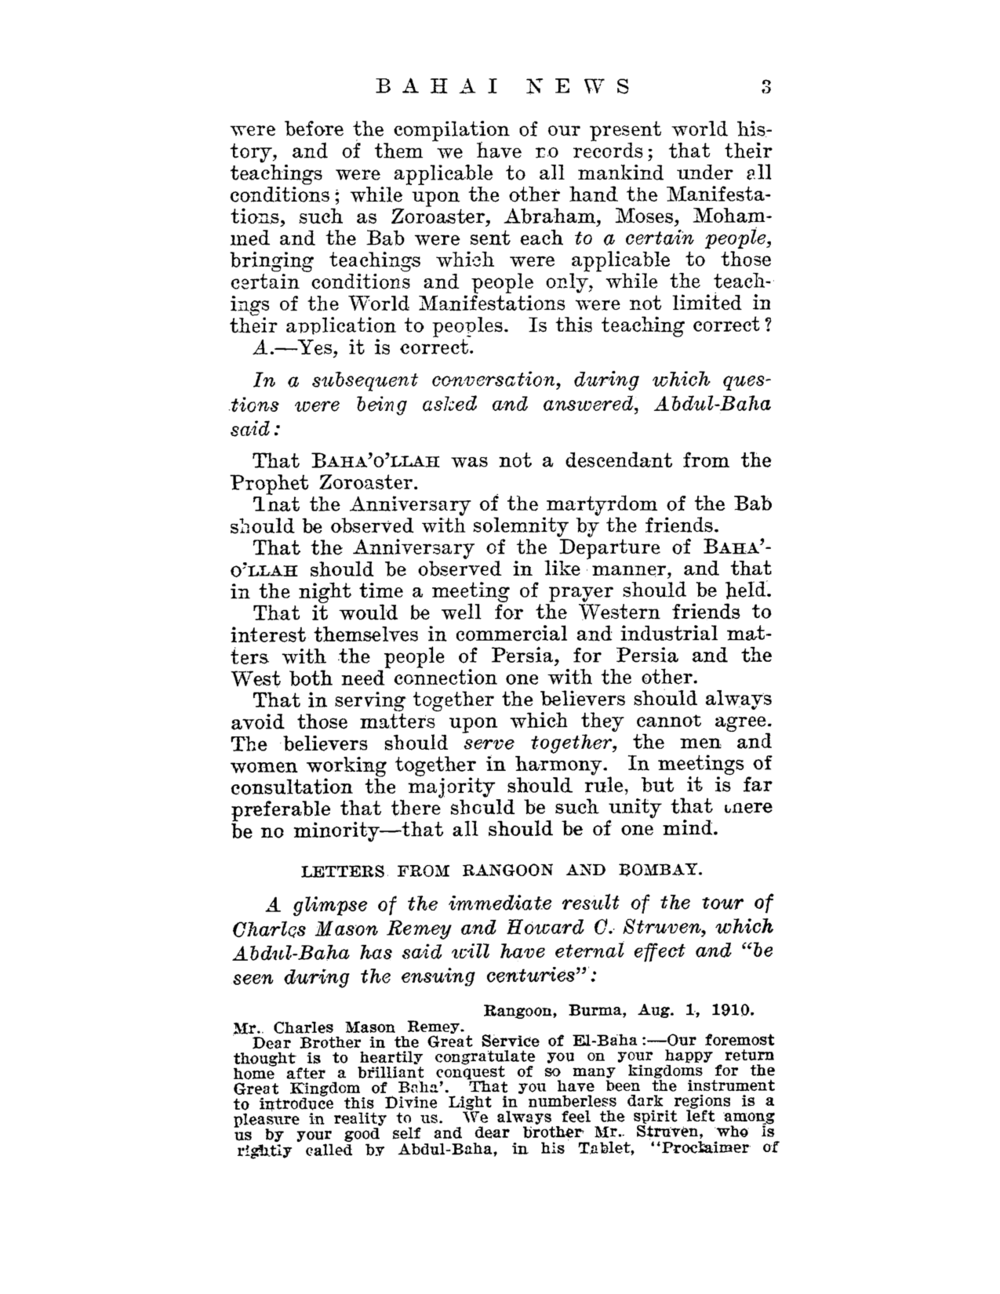 BAHAI NEWS 3
were before the compilation of our present world his-
tory, and of them we have no records; that their
teachings were applicable to all mankind under all
conditions; while upon the other hand the Manifesta-
tions, such as Zoroaster, Abraham, Moses, Moham-
med and the Bab were sent each to a certain people,
bringing teachings which were applicable to those
certain conditions and people only, while the teach-
ings of the World Manifestations were not limited in
their application to peoples. Is this teaching correct?
A.—Yes, it is correct.
In a subsequent conversation, during which ques-
tions were being asked and answered, Abdul-Baha
said:
That BAHA'O'LLAH was not a descendant from the
Prophet Zoroaster.
That the Anniversary of the martyrdom of the Bab
should be observed with solemnity by the friends.
That the Anniversary of the Departure of BAHA'-
O'LLAH should be observed in like manner, and that
in the night time a meeting of prayer should be held.
That it would be well for the Western friends to
interest themselves in commercial and industrial mat-
ters with the people of Persia, for Persia and the
West both need connection one with the other.
That in serving together the believers should always
avoid those matters upon which they cannot agree.
The believers should serve together, the men and
women working together in harmony. In meetings of
consultation the majority should rule, but it is far
preferable that there should be such unity that there
be no minority—that all should be of one mind.
LETTERS FROM RANGOON AND BOMBAY.
A glimpse of the immediate result of the tour of
Charles Mason Remey and Howard C. Struven, which
Abdul-Baha has said will have eternal effect and "be
seen during the ensuing centuries":
Rangoon, Burma, Aug. 1, 1910.
Mr. Charles Mason Remey.
Dear Brother in the Great Service of El-Baha:—Our foremost
thought is to heartily congratulate you on your happy return
home after a brilliant conquest of so many kingdoms for the
Great Kingdom of Baha'. That you have been the instrument
to introduce this Divine Light in numberless dark regions is a
pleasure in reality to us. We always feel the spirit left among
us by your good self and dear brother Mr. Struven, who is
rightly called by Abdul-Baha, in his Tablet, "Proclaimer of